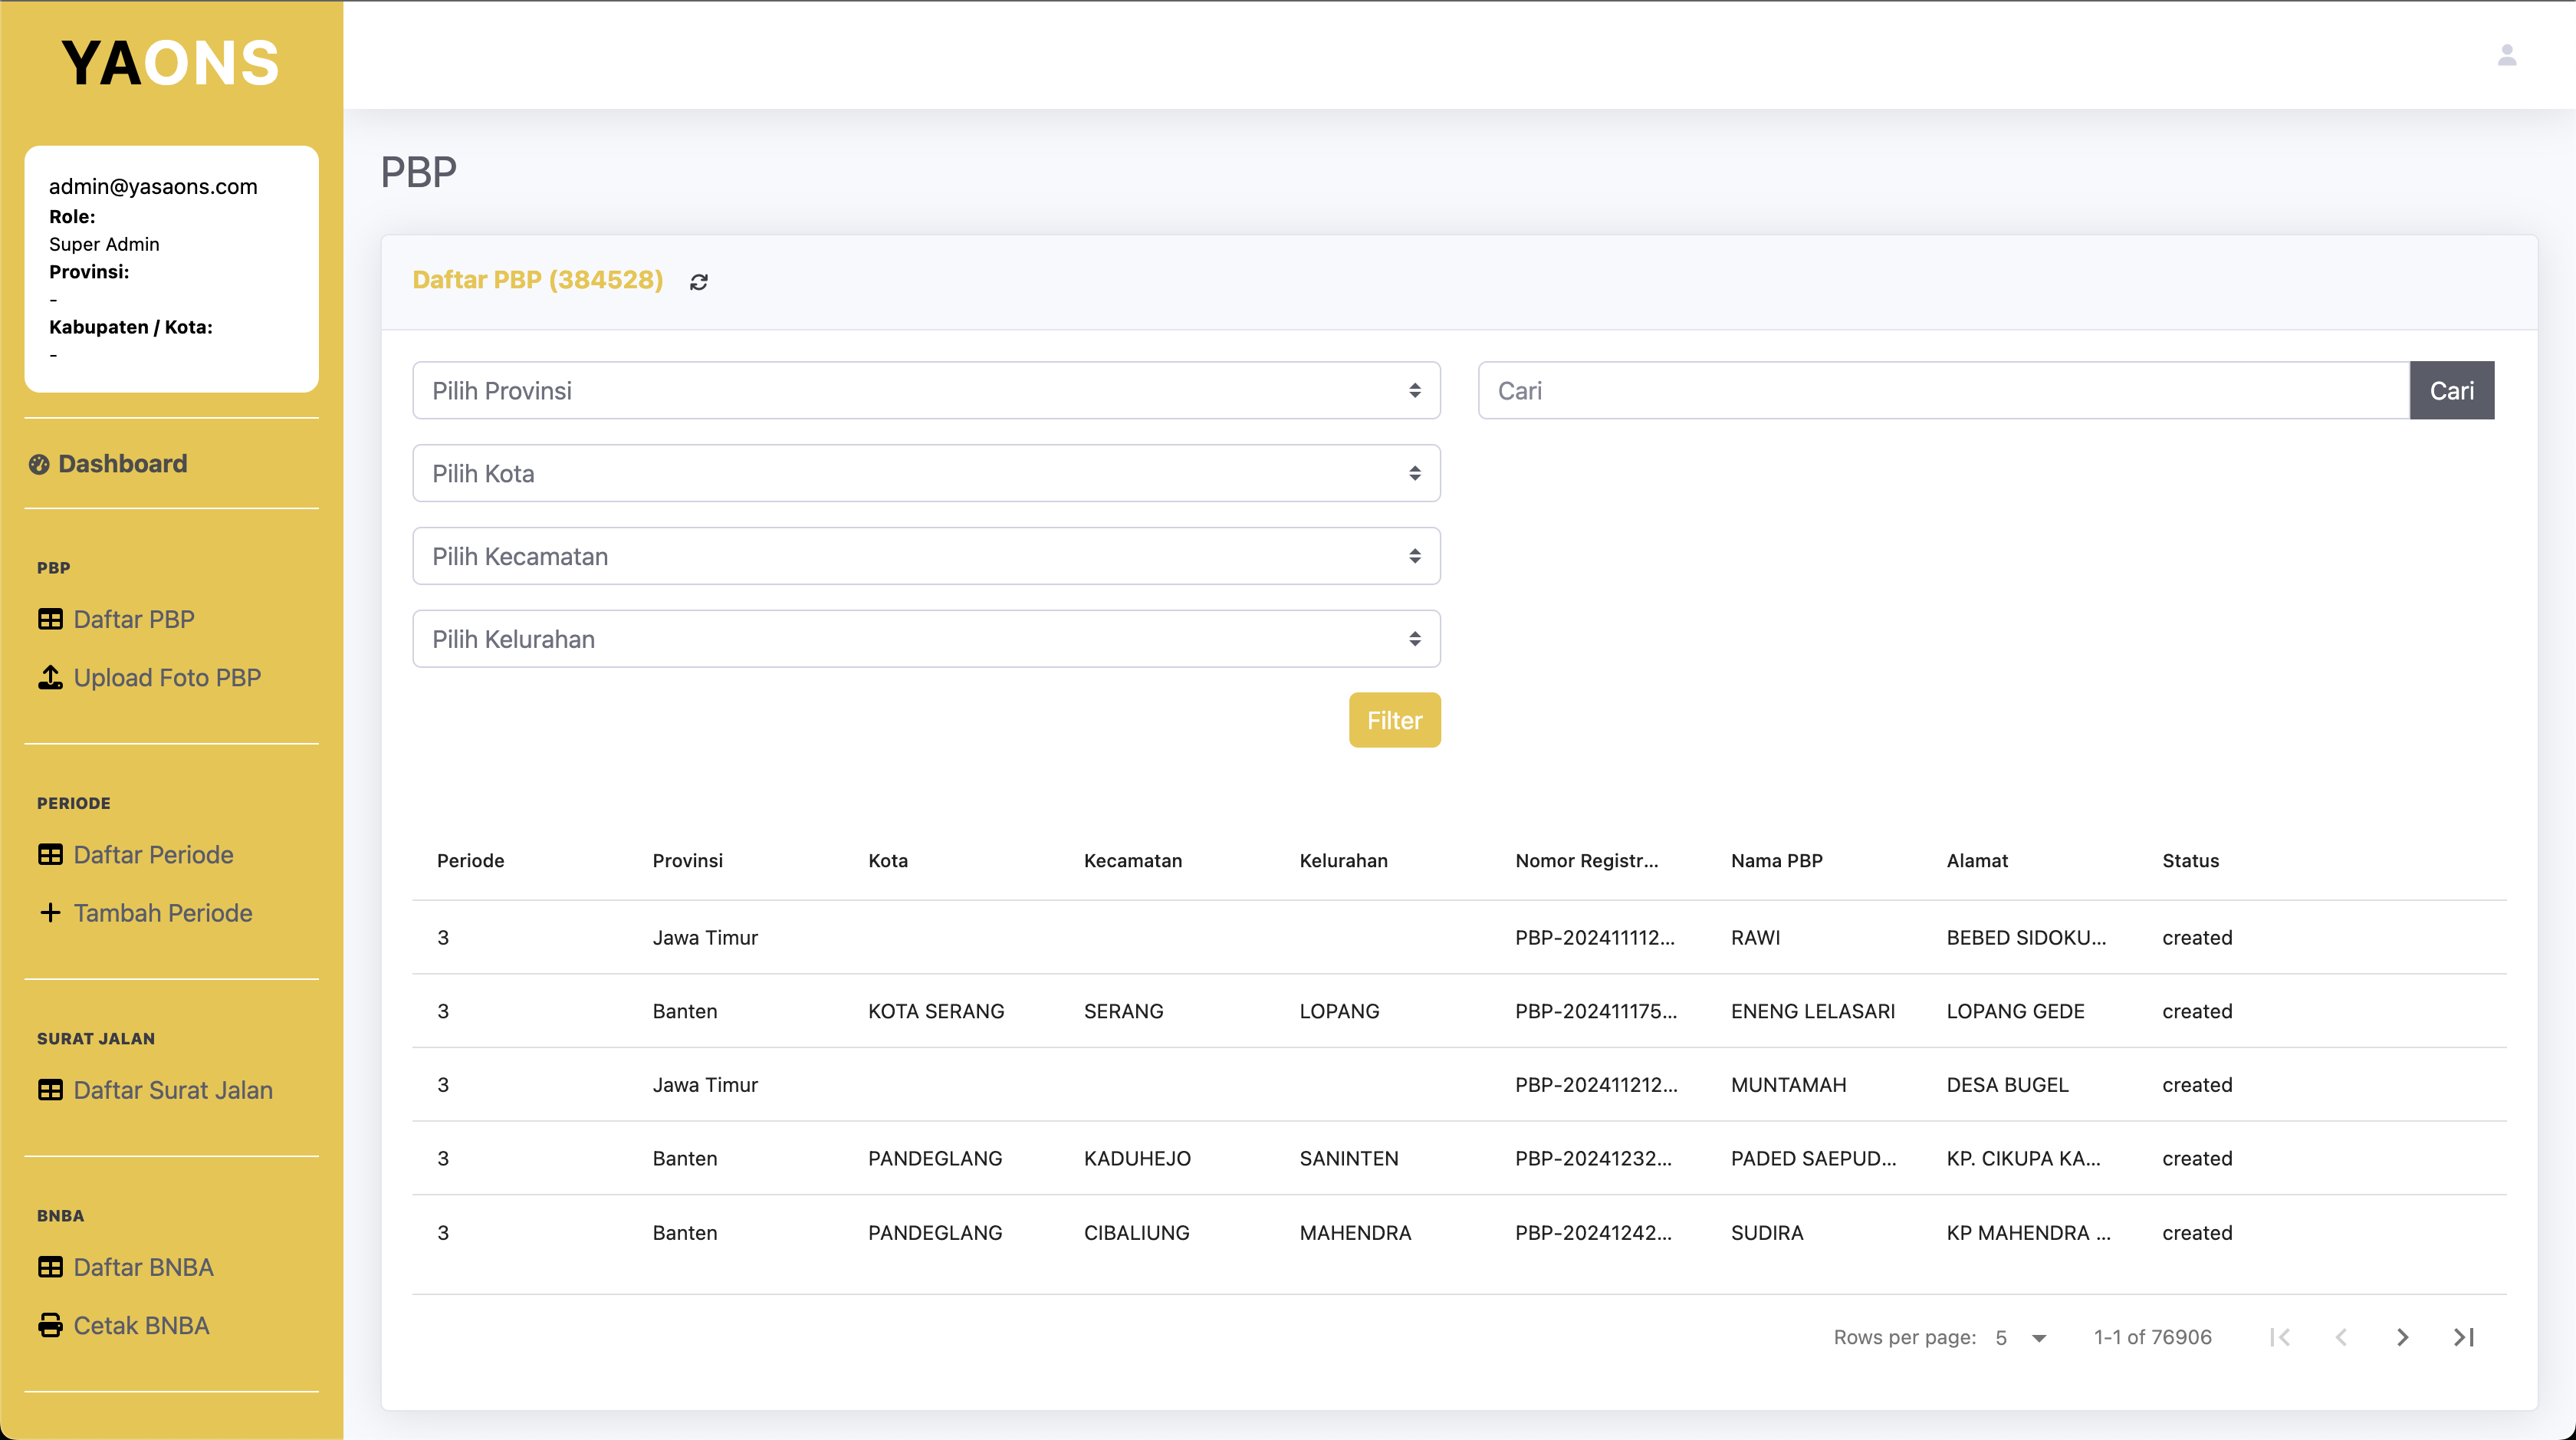 YAONS
admin@yasaons.com
Role:
Super Admin
Provinsi:
-
Kabupaten / Kota:
-
Dashboard
PBP
Daftar PBP
Upload Foto PBP
PERIODE
Daftar Periode
Tambah Periode
SURAT JALAN
Daftar Surat Jalan
BNBA
Daftar BNBA
Cetak BNBA
PBP
Daftar PBP (384528)
Pilih Provinsi
Cari Cari
Pilih Kota
Pilih Kecamatan
Pilih Kelurahan
Filter
Periode Provinsi Kota Kecamatan Kelurahan Nomor Registr... Nama PBP Alamat Status
3 Jawa Timur PBP-202411112... RAWI BEBED SIDOKU... created
3 Banten KOTA SERANG SERANG LOPANG PBP-202411175... ENENG LELASARI LOPANG GEDE created
3 Jawa Timur PBP-202411212... MUNTAMAH DESA BUGEL created
3 Banten PANDEGLANG KADUHEJO SANINTEN PBP-20241232... PADED SAEPUD... KP. CIKUPA KA... created
3 Banten PANDEGLANG CIBALIUNG MAHENDRA PBP-20241242... SUDIRA KP MAHENDRA ... created
Rows per page: 5 1-1 of 76906